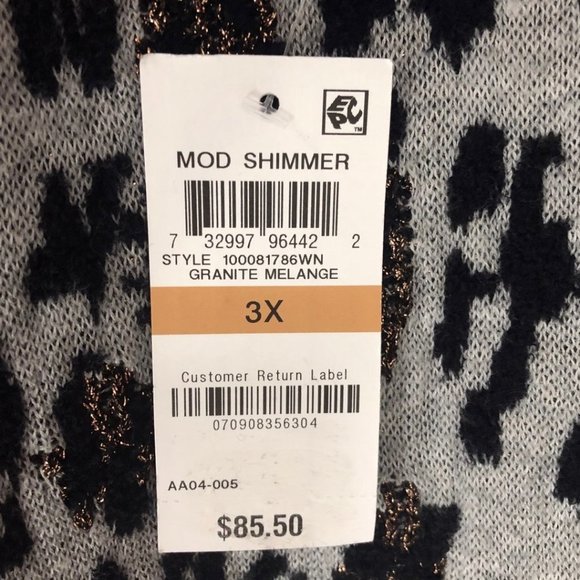 EPC
TM
MOD SHIMMER
7 32997 96442 2
STYLE 100081786WN
GRANITE MELANGE
3X
Customer Return Label
070908356304
AA04-005
$85.50